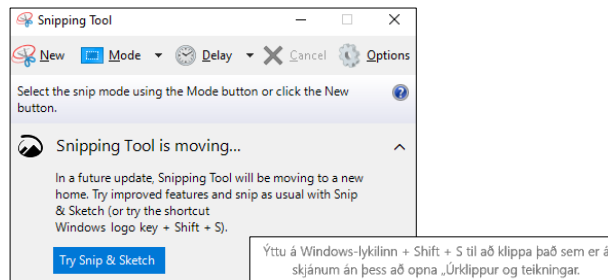 Snipping Tool
New Mode Delay Cancel Options
Select the snip mode using the Mode button or click the New
button.
Snipping Tool is moving...
In a future update, Snipping Tool will be moving to a new
home. Try improved features and snip as usual with Snip
& Sketch (or try the shortcut
Windows logo key + Shift + S).
Try Snip & Sketch
Ýttu á Windows-lykilinn + Shift + S til að klippa það sem er á
skjánum án þess að opna „Úrklippur og teikningar.